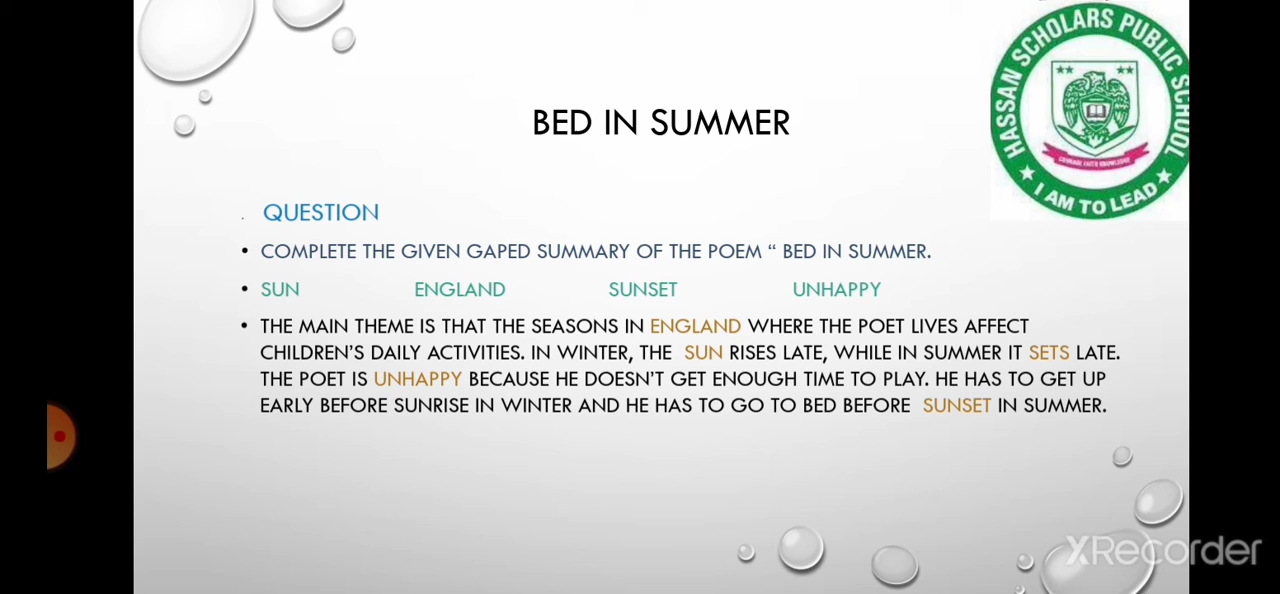 HASSAN SCHOLARS PUBLIC SCHOOL
COURAGE FAITH KNOWLEDGE
I AM TO LEAD
BED IN SUMMER
QUESTION
• COMPLETE THE GIVEN GAPED SUMMARY OF THE POEM “ BED IN SUMMER.
• SUN ENGLAND SUNSET UNHAPPY
• THE MAIN THEME IS THAT THE SEASONS IN ENGLAND WHERE THE POET LIVES AFFECT
CHILDREN’S DAILY ACTIVITIES. IN WINTER, THE SUN RISES LATE, WHILE IN SUMMER IT SETS LATE.
THE POET IS UNHAPPY BECAUSE HE DOESN’T GET ENOUGH TIME TO PLAY. HE HAS TO GET UP
EARLY BEFORE SUNRISE IN WINTER AND HE HAS TO GO TO BED BEFORE SUNSET IN SUMMER.
XRecorder